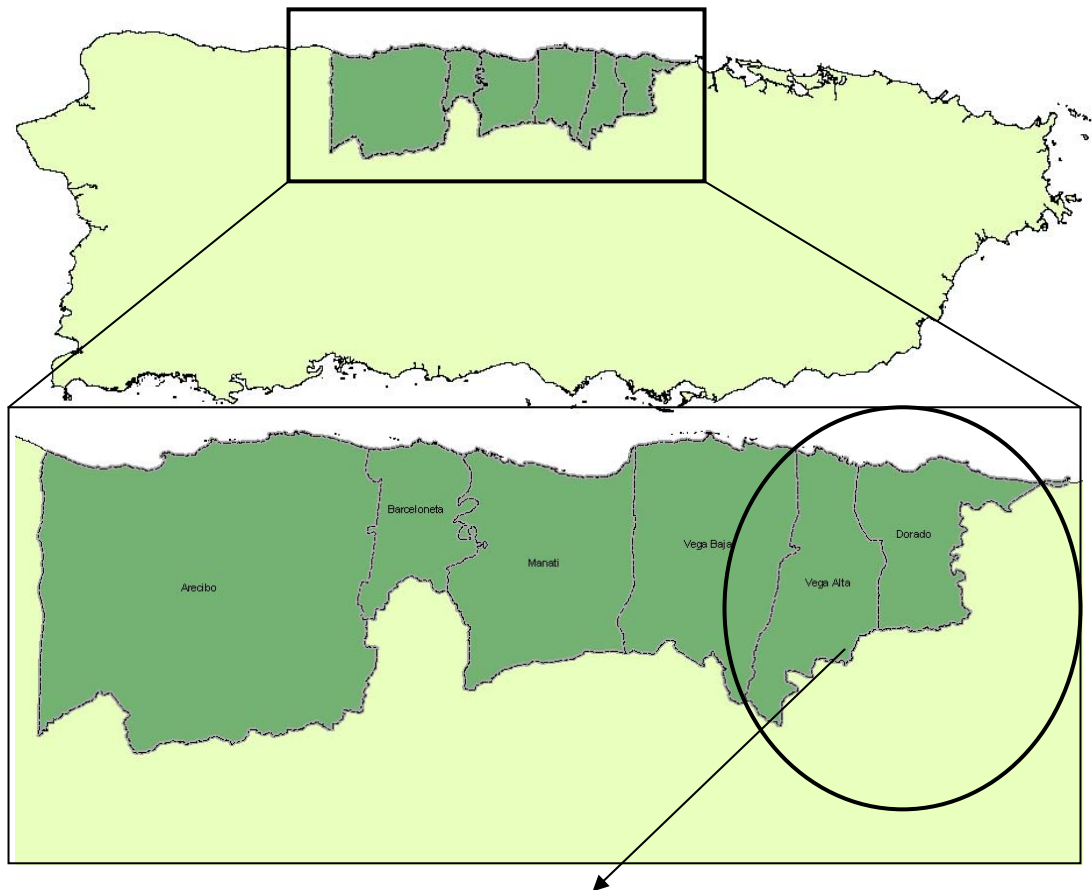 Barceloneta
Dorado
Vega Baja
Manati
Vega Alta
Arecibo